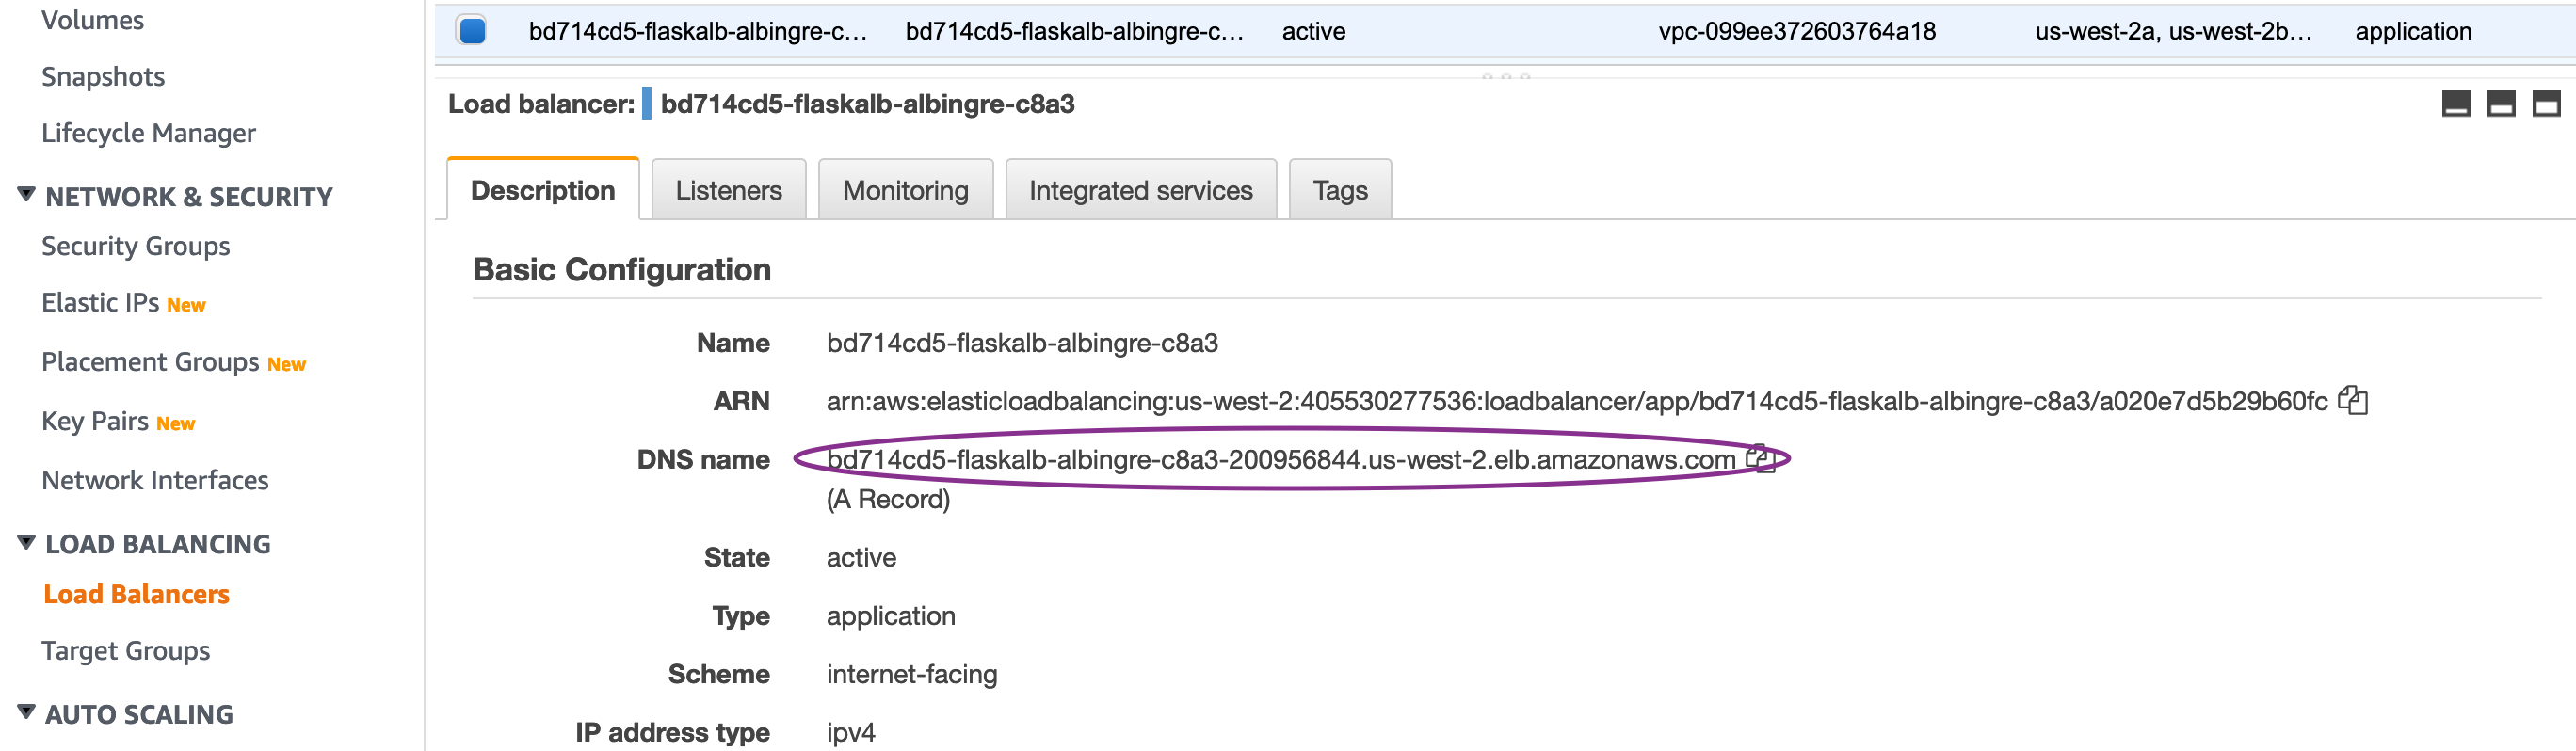 Volumes
Snapshots
Lifecycle Manager
NETWORK & SECURITY
Security Groups
Elastic IPs New
Placement Groups New
Key Pairs New
Network Interfaces
LOAD BALANCING
Load Balancers
Target Groups
AUTO SCALING
bd714cd5-flaskalb-albingre-c... bd714cd5-flaskalb-albingre-c... active vpc-099ee372603764a18 us-west-2a, us-west-2b... application
Load balancer: bd714cd5-flaskalb-albingre-c8a3
Description Listeners Monitoring Integrated services Tags
Basic Configuration
Name bd714cd5-flaskalb-albingre-c8a3
ARN arn:aws:elasticloadbalancing:us-west-2:405530277536:loadbalancer/app/bd714cd5-flaskalb-albingre-c8a3/a020e7d5b29b60fc
DNS name bd714cd5-flaskalb-albingre-c8a3-200956844.us-west-2.elb.amazonaws.com
(A Record)
State active
Type application
Scheme internet-facing
IP address type ipv4